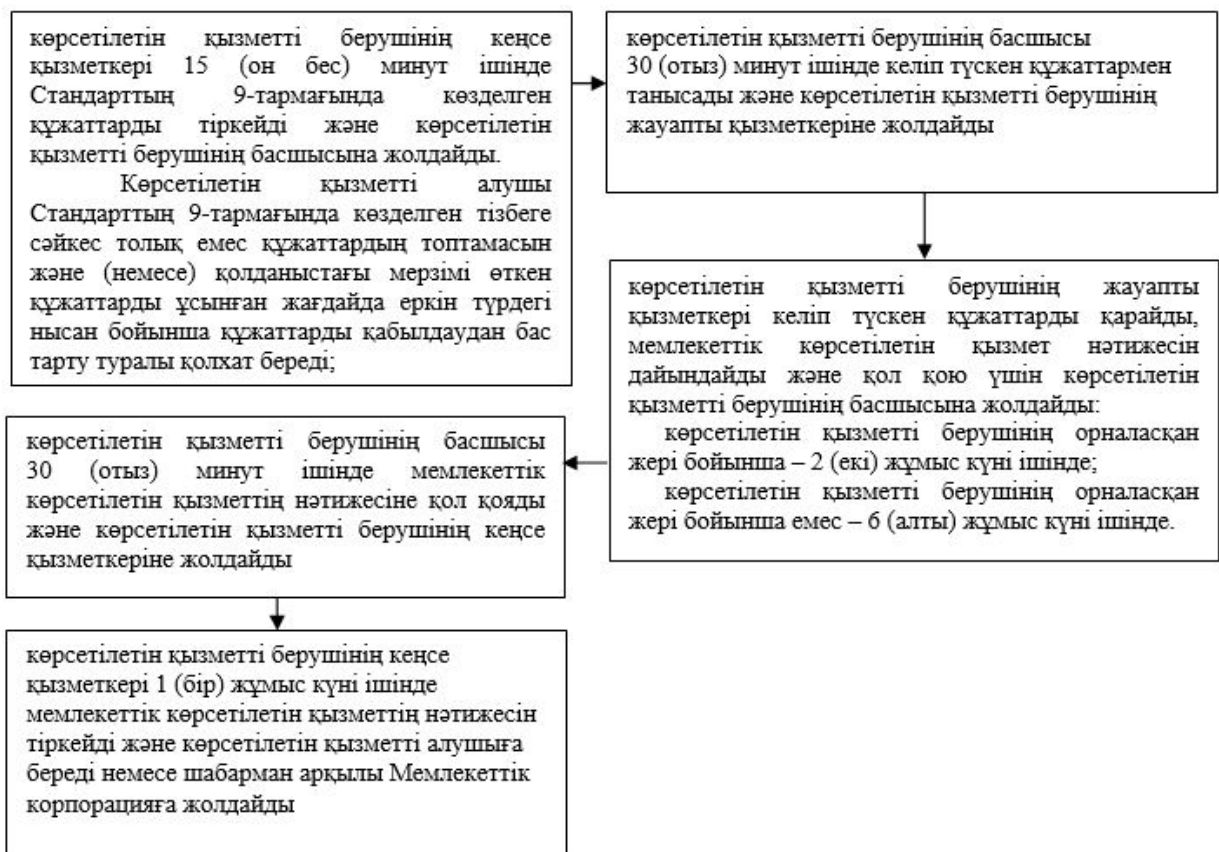 көрсетілетін қызметті берушінің кеңсе
қызметкері 15 (он бес) минут ішінде
Стандарттың 9-тармағында көзделген
құжаттарды тіркейді және көрсетілетін
қызметті берушінің басшысына жолдайды.
Көрсетілетін қызметті алушы
Стандарттың 9-тармағында көзделген тізбеге
сәйкес толық емес құжаттардың топтамасын
және (немесе) қолданыстағы мерзімі өткен
құжаттарды ұсынған жағдайда еркін түрдегі
нысан бойынша құжаттарды қабылдаудан бас
тарту туралы қолхат береді;
көрсетілетін қызметті берушінің басшысы
30 (отыз) минут ішінде келіп түскен құжаттармен
танысады және көрсетілетін қызметті берушінің
жауапты қызметкеріне жолдайды
көрсетілетін қызметті берушінің жауапты
қызметкері келіп түскен құжаттарды қарайды,
мемлекеттік көрсетілетін қызмет нәтижесін
дайындайды және қол қою үшін көрсетілетін
қызметті берушінің басшысына жолдайды:
көрсетілетін қызметті берушінің орналасқан
жері бойынша – 2 (екі) жұмыс күні ішінде;
көрсетілетін қызметті берушінің орналасқан
жері бойынша емес – 6 (алты) жұмыс күні ішінде.
көрсетілетін қызметті берушінің басшысы
30 (отыз) минут ішінде мемлекеттік
көрсетілетін қызметтің нәтижесіне қол қояды
және көрсетілетін қызметті берушінің кеңсе
қызметкеріне жолдайды
көрсетілетін қызметті берушінің кеңсе
қызметкері 1 (бір) жұмыс күні ішінде
мемлекеттік көрсетілетін қызметтің нәтижесін
тіркейді және көрсетілетін қызметті алушыға
береді немесе шабарман арқылы Мемлекеттік
корпорацияға жолдайды